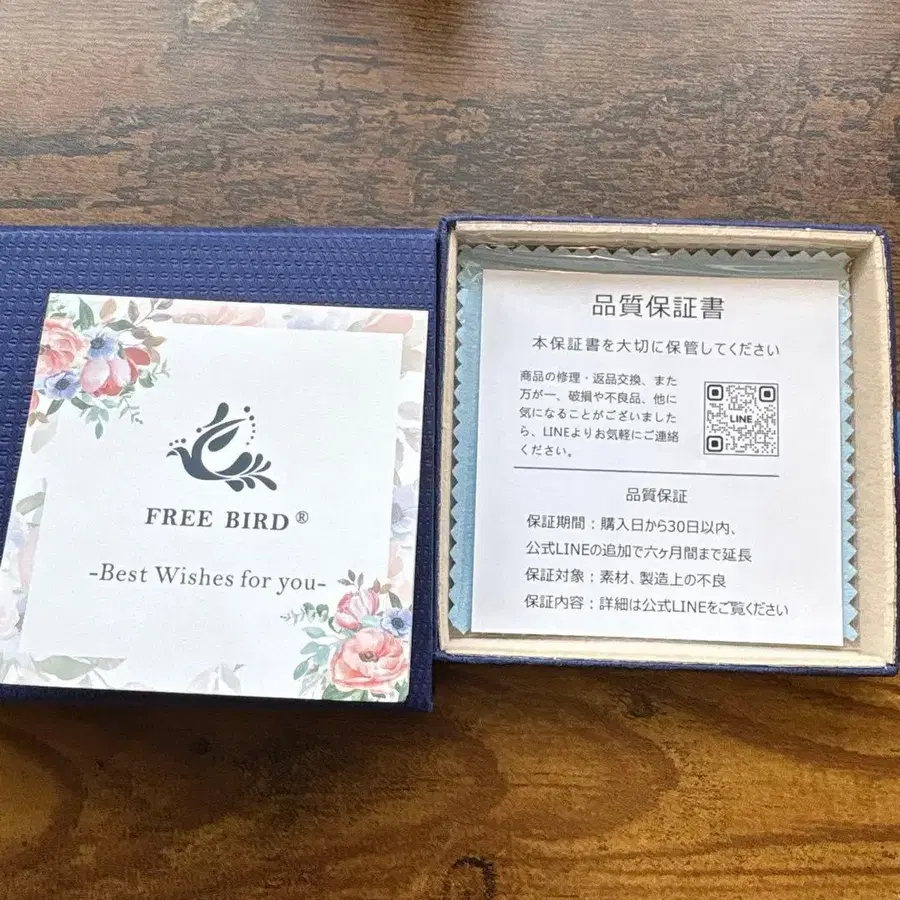 FREE BIRD®
-Best Wishes for you-
品質保証書
本保証書を大切に保管してください
商品の修理・返品交換、また
万が一、破損や不良品、他に
気になることがございました
ら、LINEよりお気軽にご連絡
ください。
LINE
品質保証
保証期間：購入日から30日以内、
公式LINEの追加で六ヶ月間まで延長
保証対象：素材、製造上の不良
保証内容：詳細は公式LINEをご覧ください